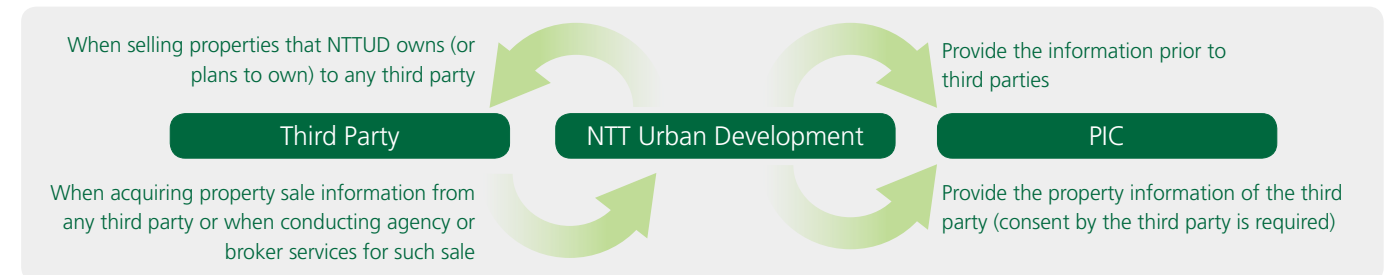 When selling properties that NTTUD owns (or
plans to own) to any third party
Provide the information prior to
third parties
Third Party
NTT Urban Development
PIC
When acquiring property sale information from
any third party or when conducting agency or
broker services for such sale
Provide the property information of the third
party (consent by the third party is required)